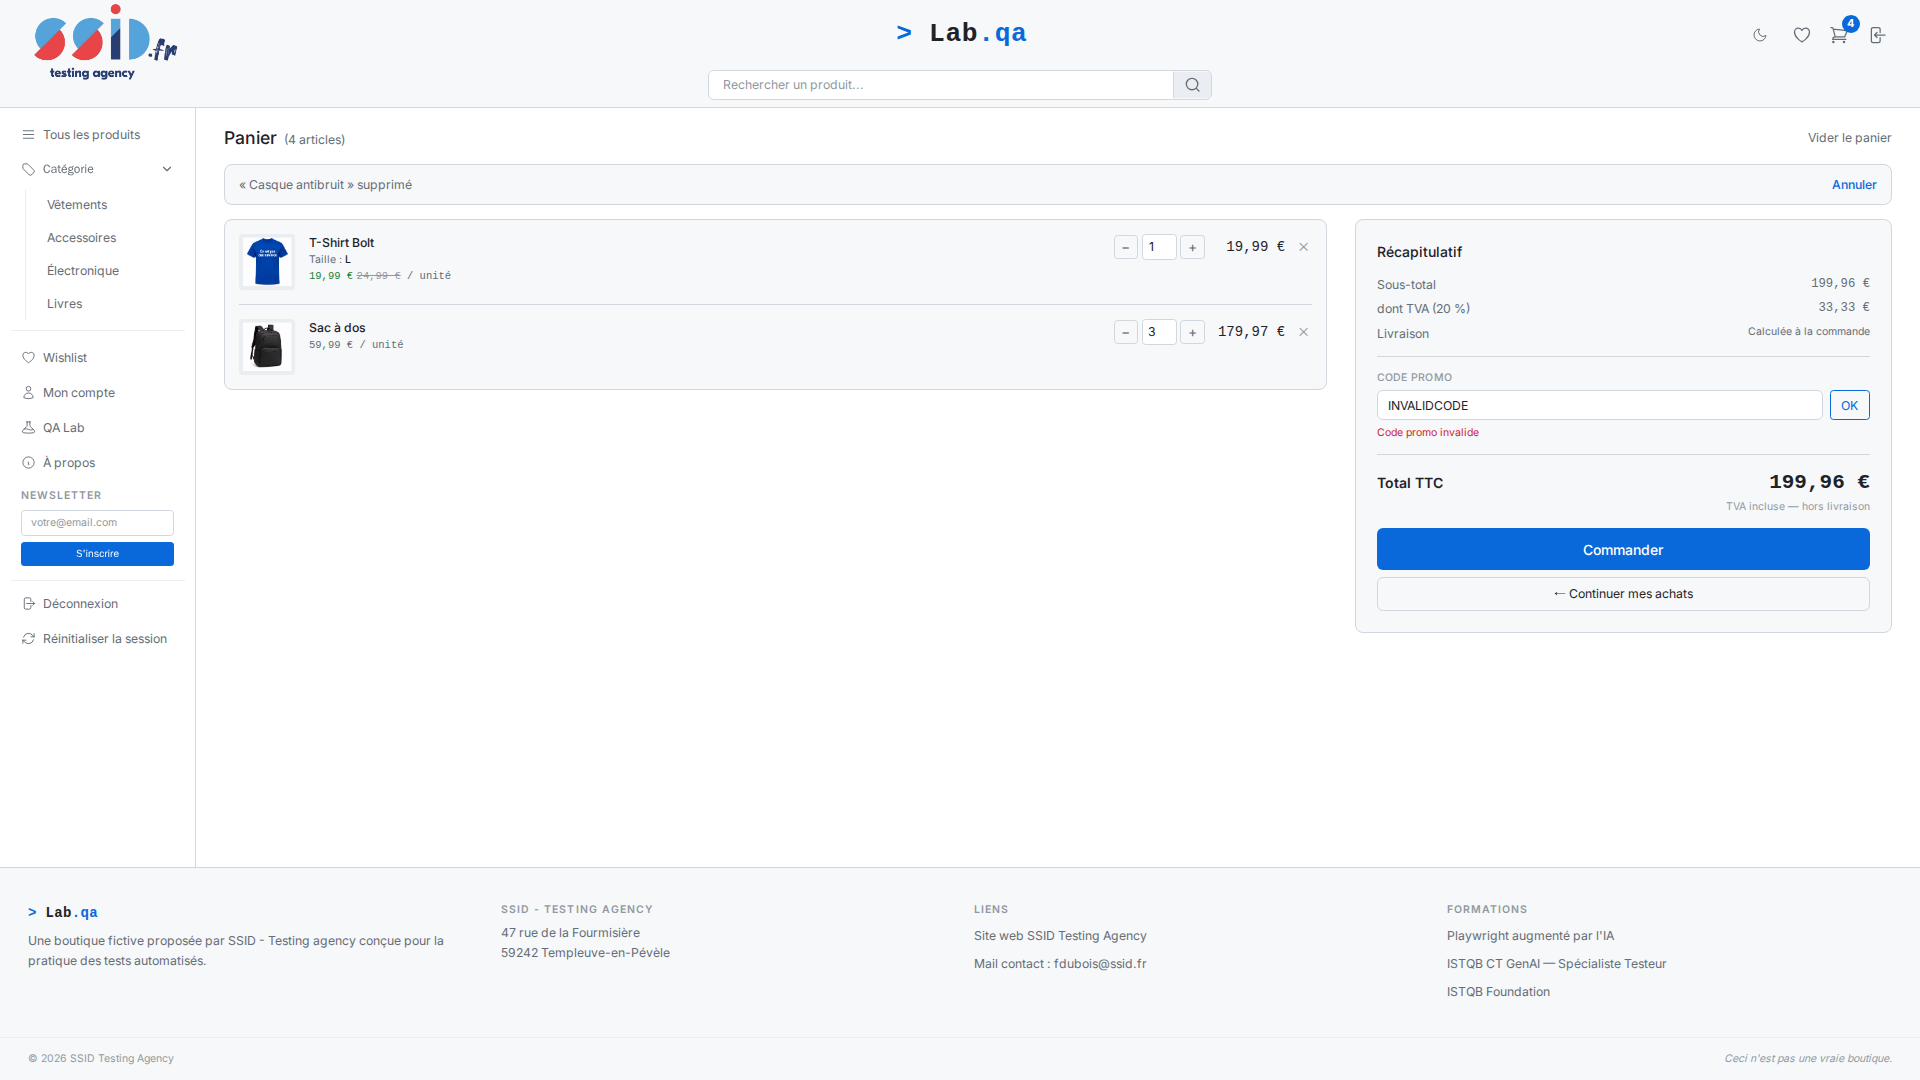 ssiD.fr
testing agency
> Lab.qa
4
Rechercher un produit...
Tous les produits
Catégorie
Vêtements
Accessoires
Électronique
Livres
Wishlist
Mon compte
QA Lab
À propos
NEWSLETTER
votre@email.com
S'inscrire
Déconnexion
Réinitialiser la session
Panier (4 articles)
Vider le panier
« Casque antibruit » supprimé
Annuler
T-Shirt Bolt
Taille : L
19,99 € 24,99 € / unité
− 1 + 19,99 € ×
Sac à dos
59,99 € / unité
− 3 + 179,97 € ×
Récapitulatif
Sous-total 199,96 €
dont TVA (20 %) 33,33 €
Livraison Calculée à la commande
CODE PROMO
INVALIDCODE OK
Code promo invalide
Total TTC 199,96 €
TVA incluse — hors livraison
Commander
← Continuer mes achats
> Lab.qa
Une boutique fictive proposée par SSID - Testing agency conçue pour la
pratique des tests automatisés.
SSID - TESTING AGENCY
47 rue de la Fourmisière
59242 Templeuve-en-Pévèle
LIENS
Site web SSID Testing Agency
Mail contact : fdubois@ssid.fr
FORMATIONS
Playwright augmenté par l'IA
ISTQB CT GenAI — Spécialiste Testeur
ISTQB Foundation
© 2026 SSID Testing Agency
Ceci n'est pas une vraie boutique.